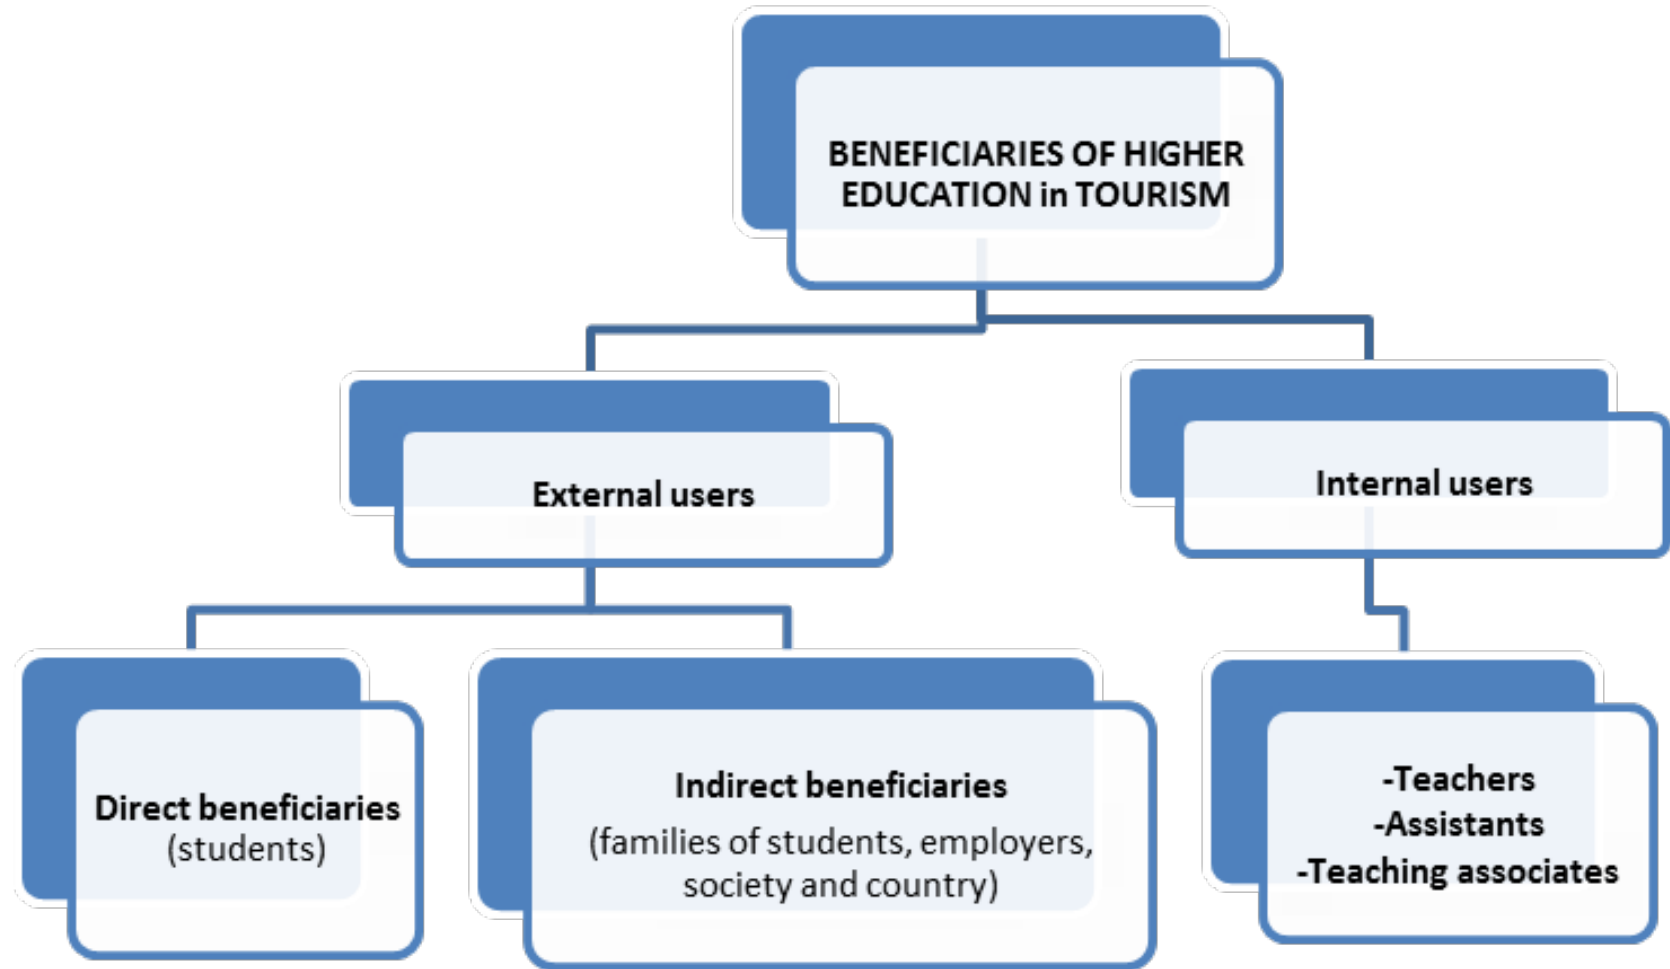 BENEFICIARIES OF HIGHER
EDUCATION in TOURISM
External users
Internal users
Direct beneficiaries
(students)
Indirect beneficiaries
(families of students, employers,
society and country)
-Teachers
-Assistants
-Teaching associates